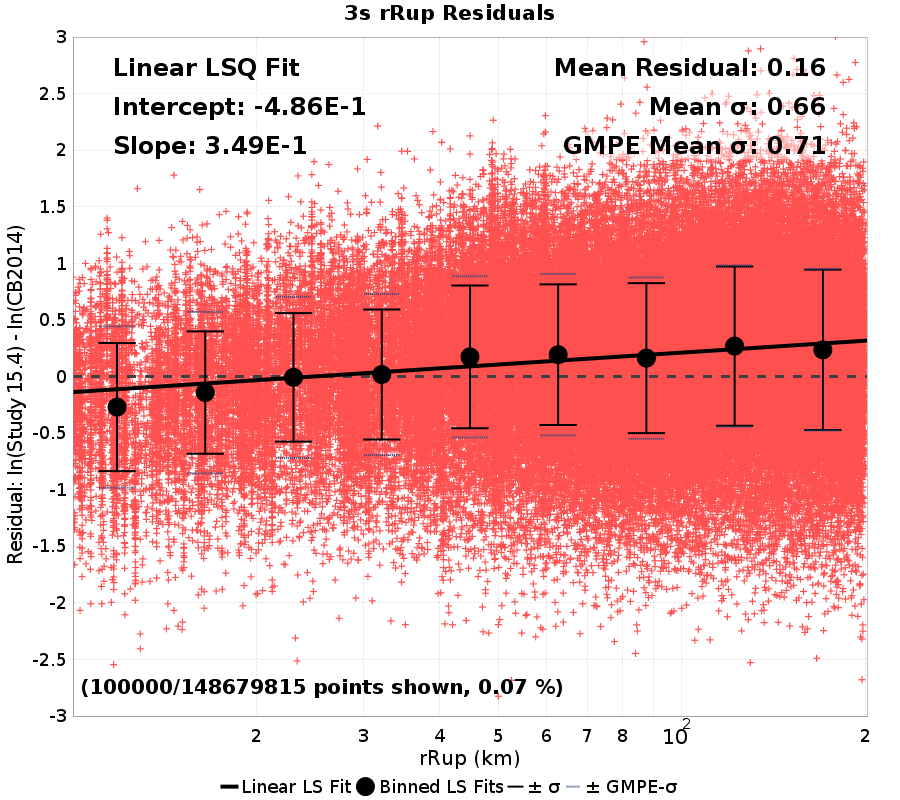 3s rRup Residuals
Linear LSQ Fit
Intercept: -4.86E-1
Slope: 3.49E-1
Mean Residual: 0.16
Mean σ: 0.66
GMPE Mean σ: 0.71
3
2.5
2
1.5
1
0.5
0
-0.5
-1
-1.5
-2
-2.5
-3
Residual: ln(Study 15.4) - ln(CB2014)
(100000/148679815 points shown, 0.07 %)
2 3 4 5 6 7 8 10² 2
rRup (km)
Linear LS Fit Binned LS Fits ± σ ± GMPE-σ